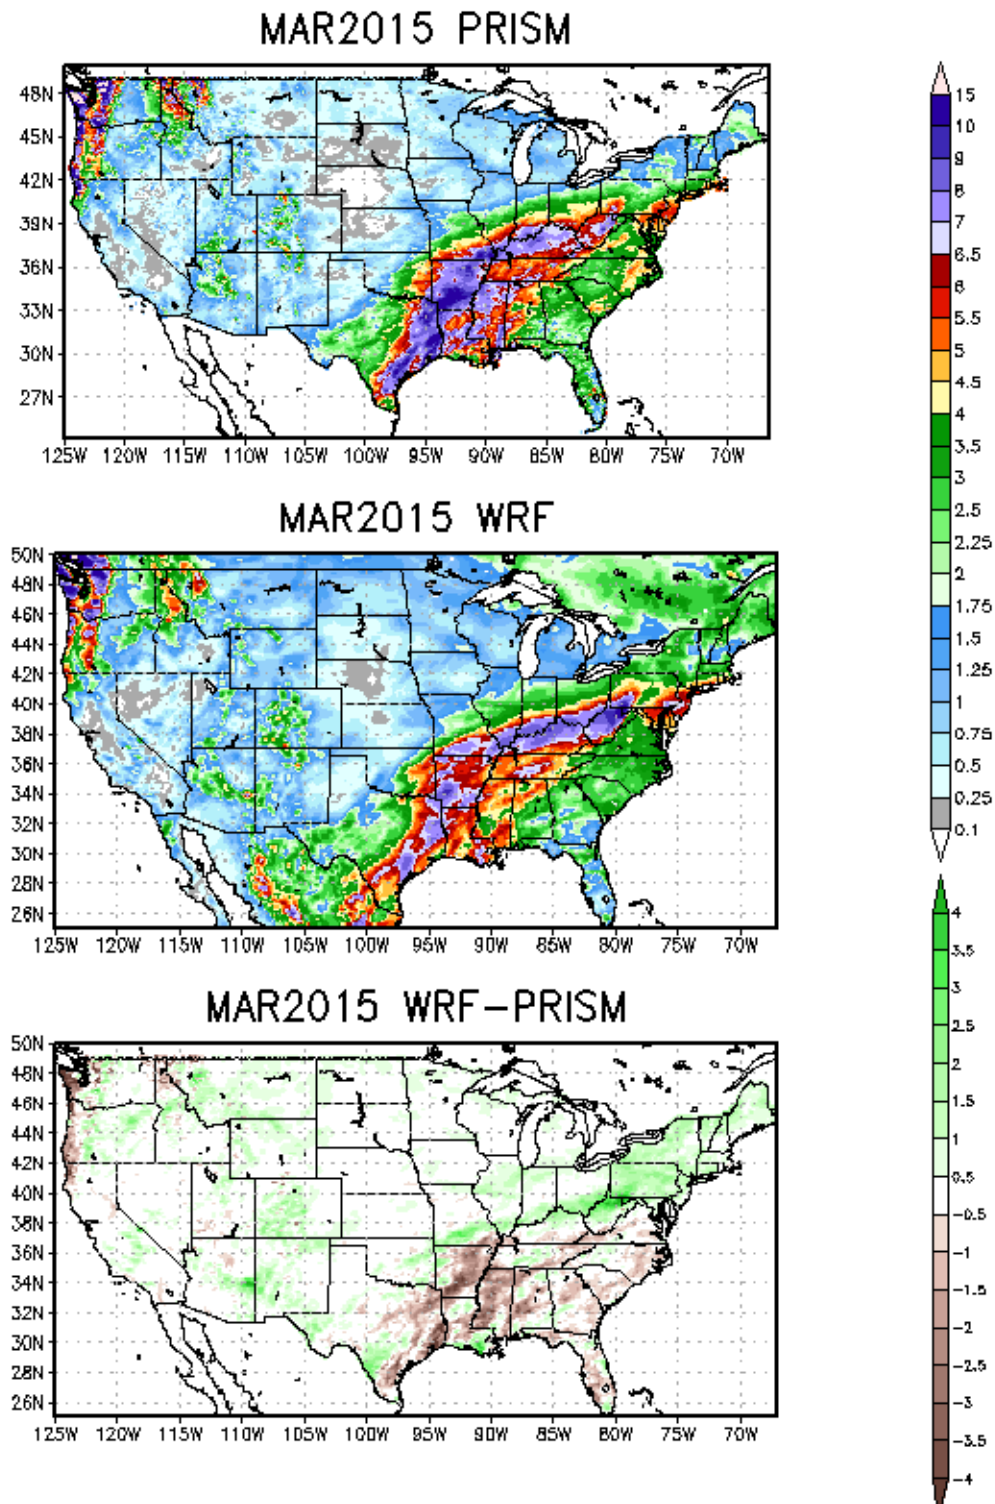 MAR2015 PRISM
48N
45N
42N
39N
36N
33N
30N
27N
125W 120W 115W 110W 105W 100W 95W 90W 85W 80W 75W 70W
MAR2015 WRF
50N
48N
46N
44N
42N
40N
38N
36N
34N
32N
30N
28N
26N
125W 120W 115W 110W 105W 100W 95W 90W 85W 80W 75W 70W
MAR2015 WRF-PRISM
50N
48N
46N
44N
42N
40N
38N
36N
34N
32N
30N
28N
26N
125W 120W 115W 110W 105W 100W 95W 90W 85W 80W 75W 70W
15
10
9
8
7
6.5
6
5.5
5
4.5
4
3.5
3
2.5
2.25
2
1.75
1.5
1.25
1
0.75
0.5
0.25
0.1
4
3.5
3
2.5
2
1.5
1
0.5
-0.5
-1
-1.5
-2
-2.5
-3
-3.5
-4